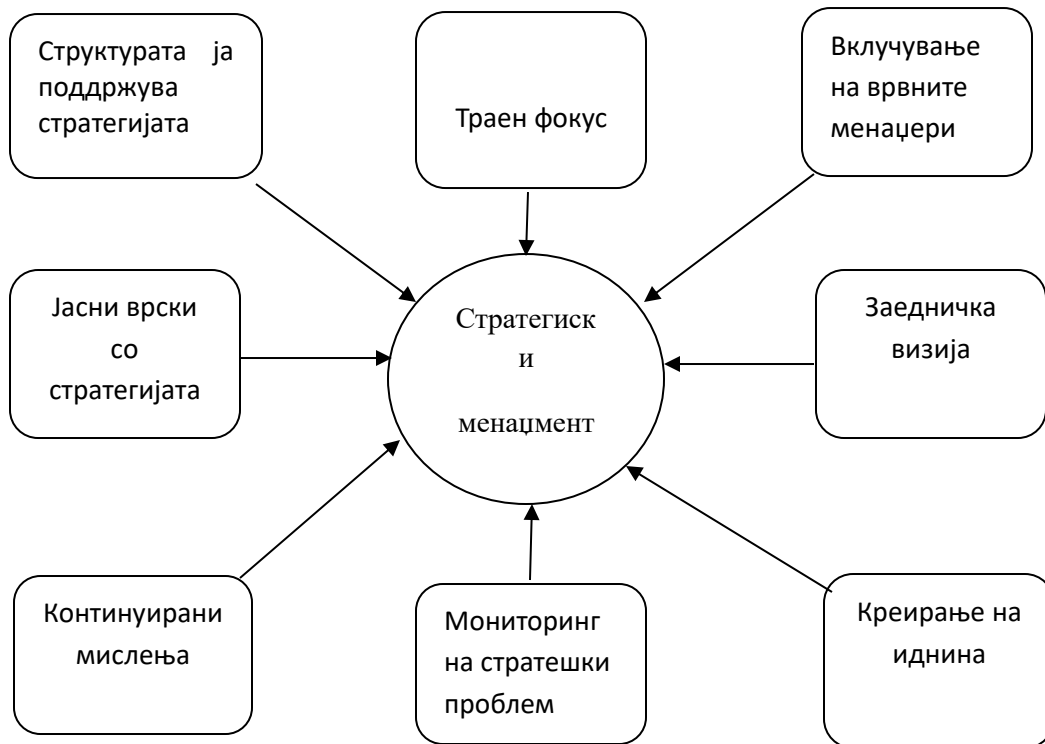 Структурата ја
поддржува
стратегијата
Траен фокус
Вклучување
на врвните
менаџери
Јасни врски
со
стратегијата
Стратегиск
и
менаџмент
Заедничка
визија
Континуирани
мислења
Мониторинг
на стратешки
проблем
Креирање на
иднина